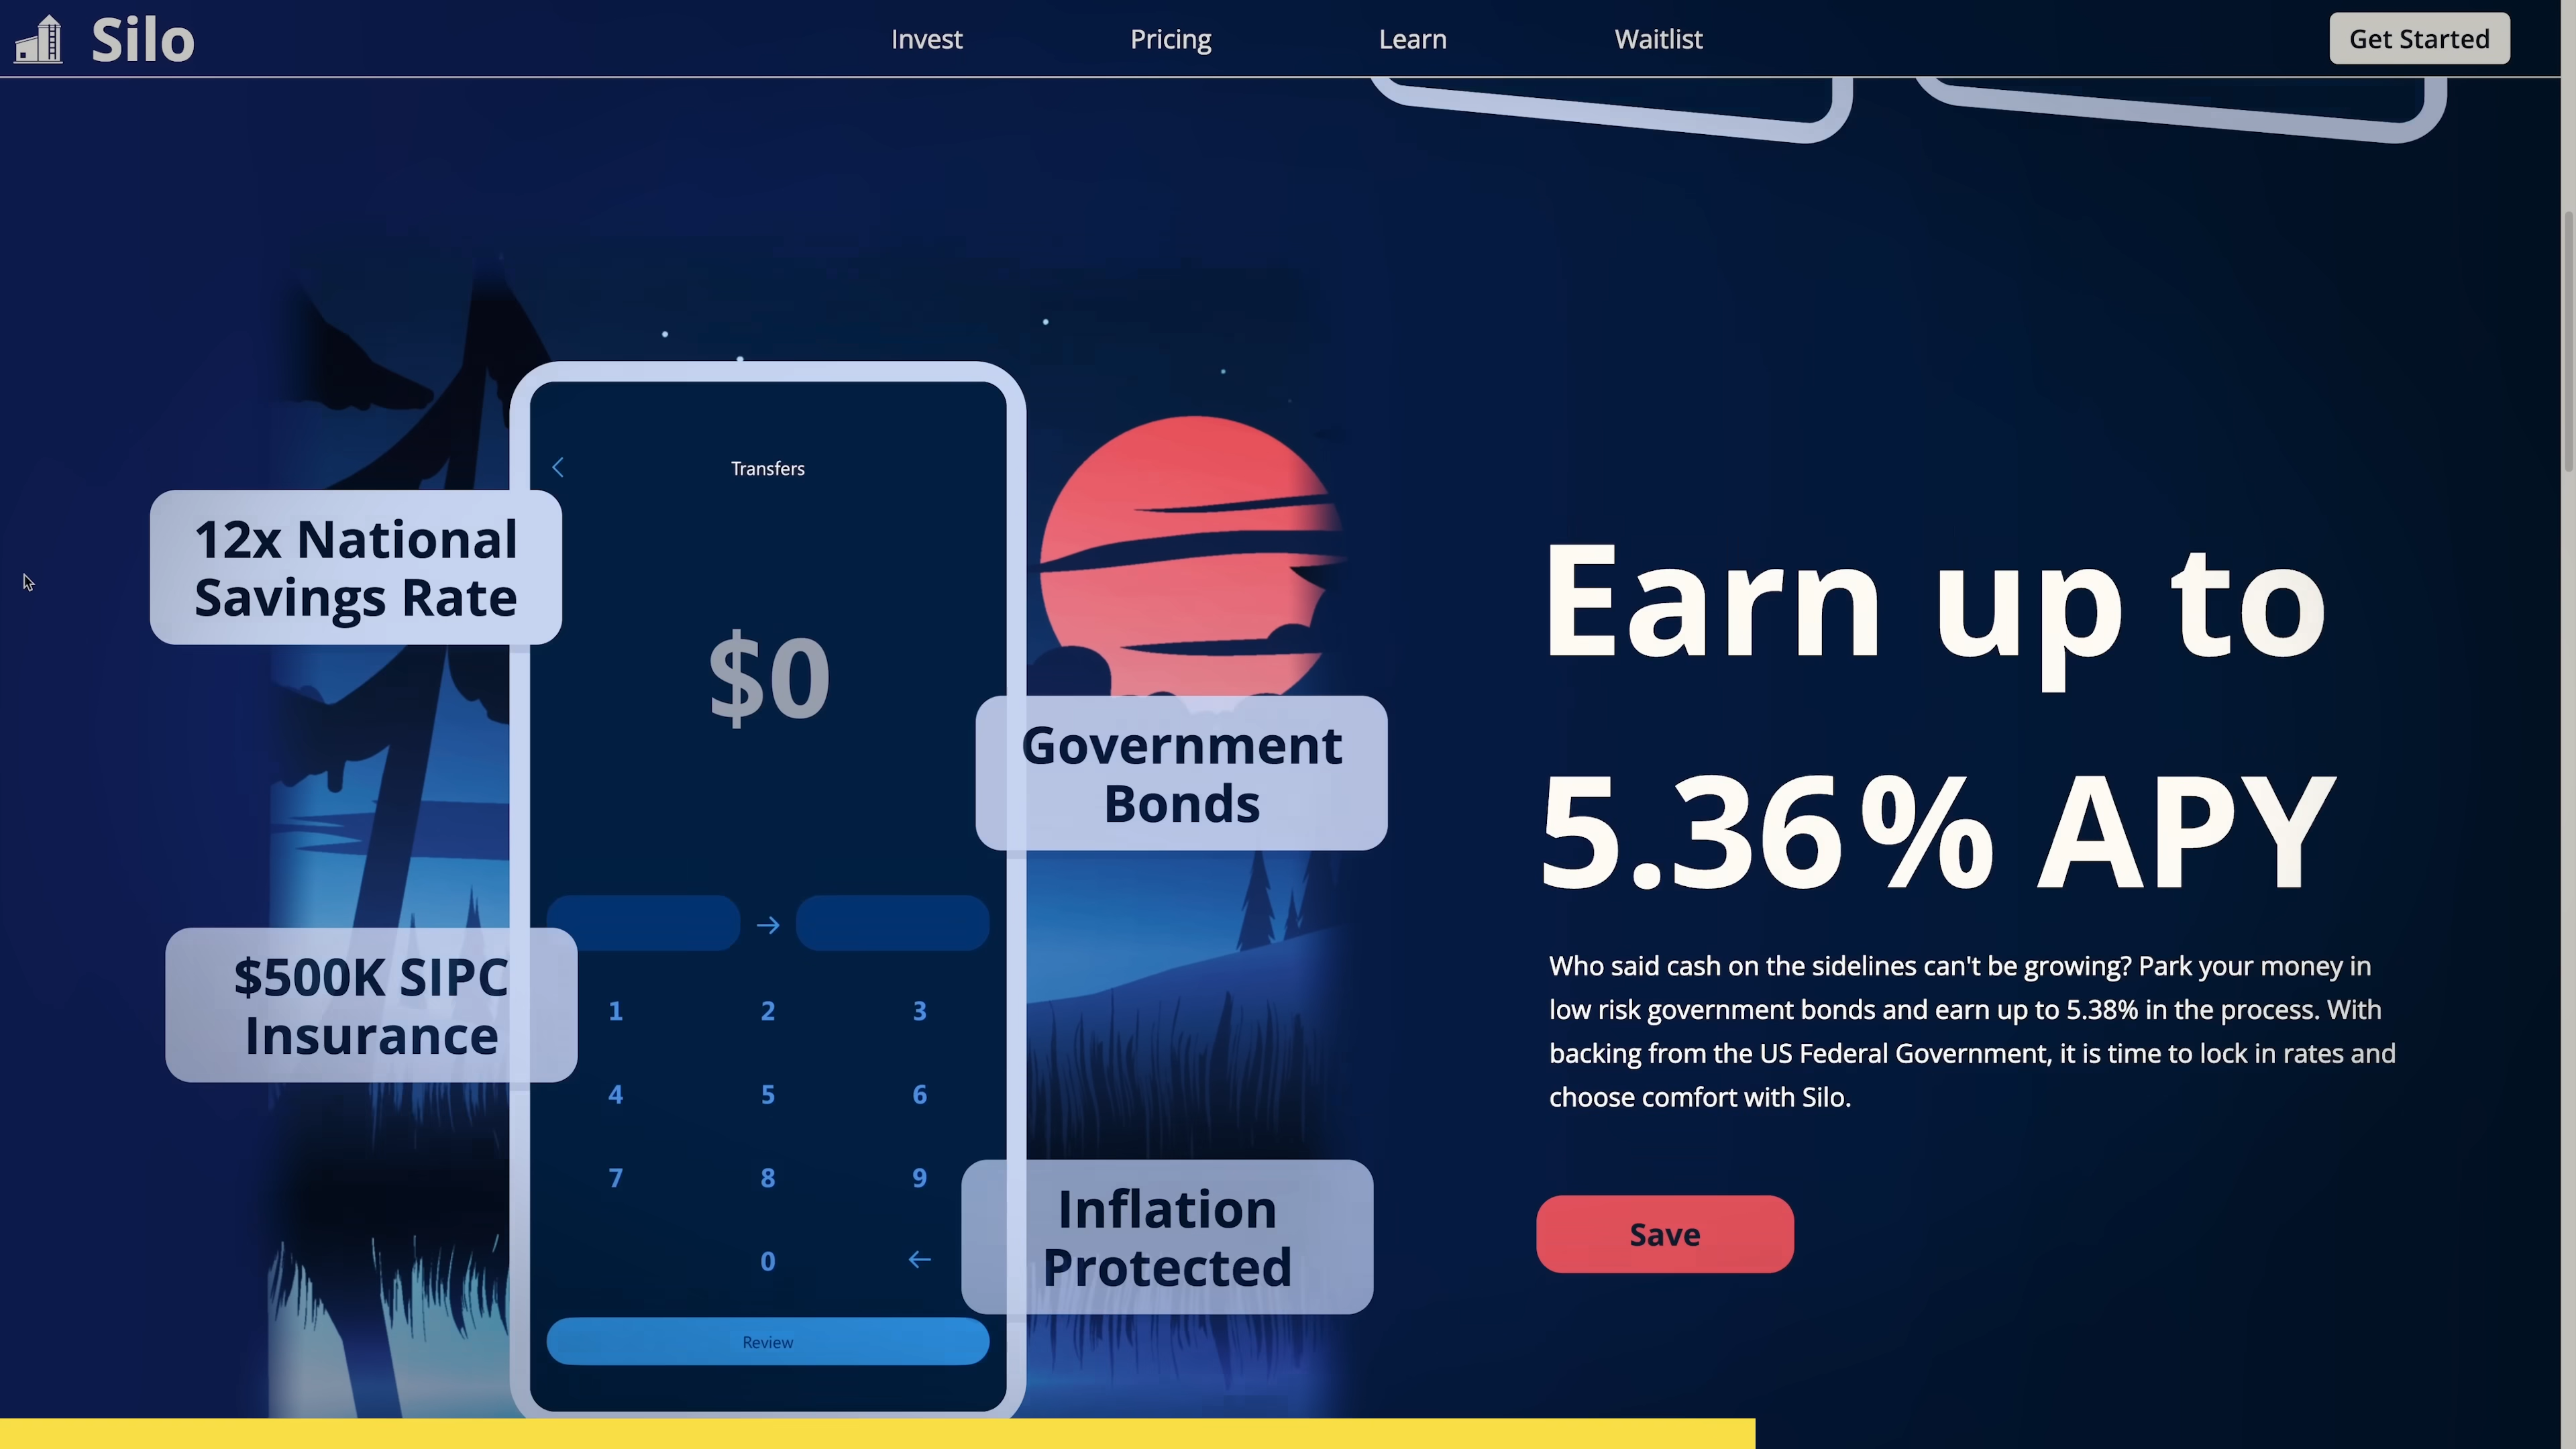 Silo
Invest
Pricing
Learn
Waitlist
Get Started
Transfers
12x National
Savings Rate
$0
Government
Bonds
$500K SIPC
Insurance
1 2 3
4 5 6
7 8 9
0
Inflation
Protected
Review
Earn up to
5.36% APY
Who said cash on the sidelines can't be growing? Park your money in
low risk government bonds and earn up to 5.38% in the process. With
backing from the US Federal Government, it is time to lock in rates and
choose comfort with Silo.
Save